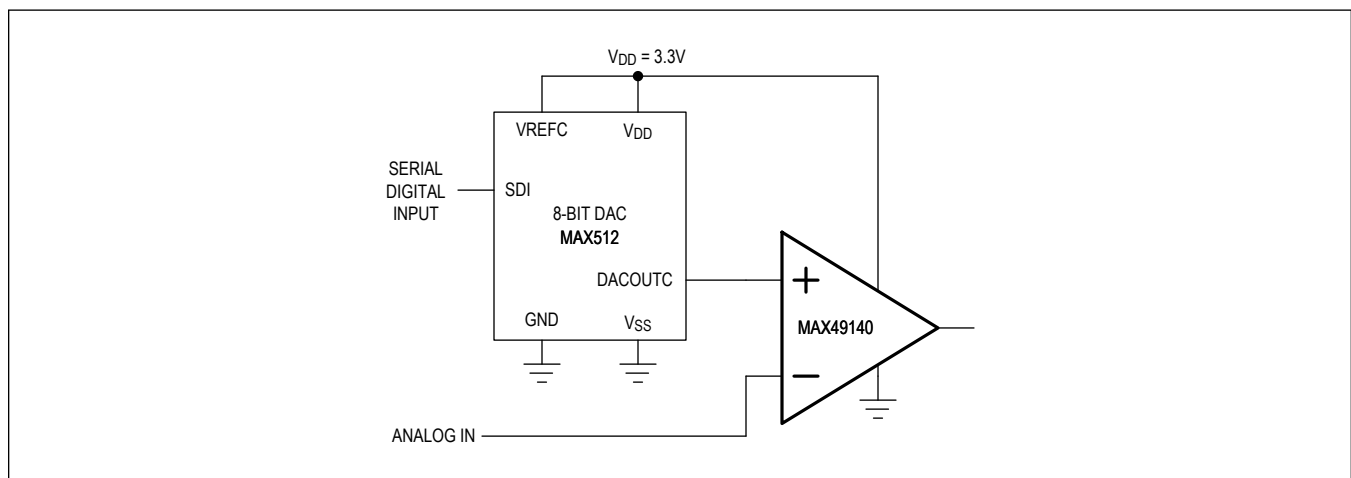 VDD = 3.3V
VREFC
VDD
SERIAL
DIGITAL
INPUT
SDI
8-BIT DAC
MAX512
DACOUTC
GND
VSS
+
MAX49140
−
ANALOG IN